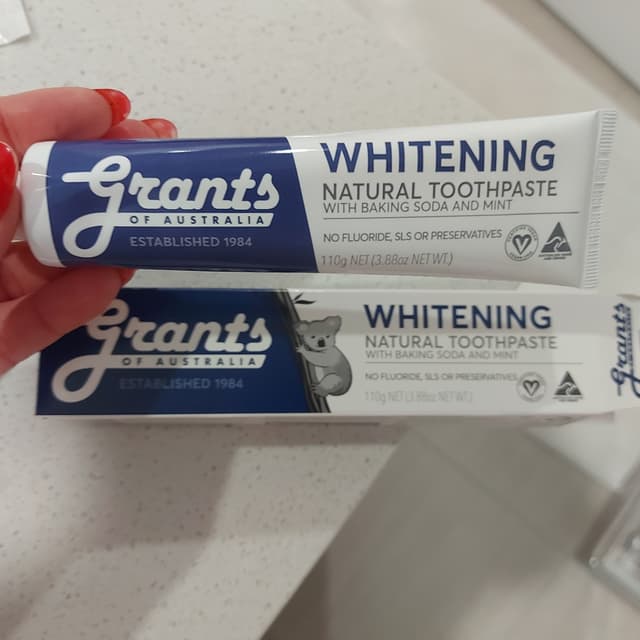 Grants
OF AUSTRALIA
ESTABLISHED 1984
WHITENING
NATURAL TOOTHPASTE
WITH BAKING SODA AND MINT
NO FLUORIDE, SLS OR PRESERVATIVES
110g NET (3.88oz NET WT.)
Grants
OF AUSTRALIA
ESTABLISHED 1984
WHITENING
NATURAL TOOTHPASTE
WITH BAKING SODA AND MINT
NO FLUORIDE, SLS OR PRESERVATIVES
110g NET (3.88oz NET WT.)
Grants